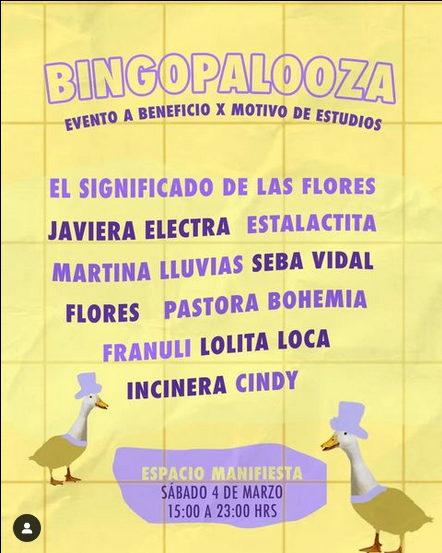 BINGOPALOOZA
EVENTO A BENEFICIO X MOTIVO DE ESTUDIOS
EL SIGNIFICADO DE LAS FLORES
JAVIERA ELECTRA ESTALACTITA
MARTINA LLUVIAS SEBA VIDAL
FLORES PASTORA BOHEMIA
FRANULI LOLITA LOCA
INCINERA CINDY
ESPACIO MANIFIESTA
SÁBADO 4 DE MARZO
15:00 A 23:00 HRS